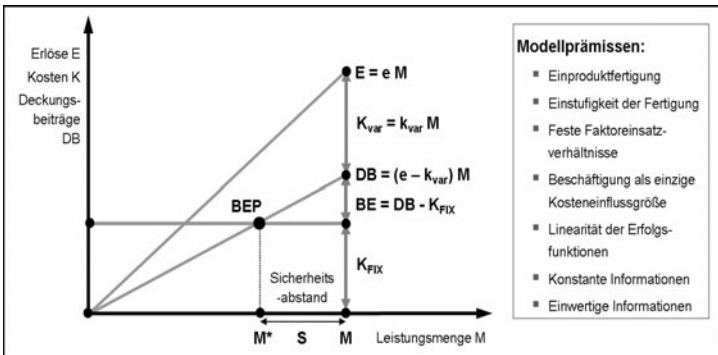 Erlöse E
Kosten K
Deckungs-
beiträge
DB
E = e M
K_var = k_var M
DB = (e – k_var) M
BEP
BE = DB - K_FIX
Sicherheits
-abstand
K_FIX
M* S M Leistungsmenge M
Modellprämissen:
▪ Einproduktfertigung
▪ Einstufigkeit der Fertigung
▪ Feste Faktoreinsatz-
verhältnisse
▪ Beschäftigung als einzige
Kosteneinflussgröße
▪ Linearität der Erfolgs-
funktionen
▪ Konstante Informationen
▪ Einwertige Informationen